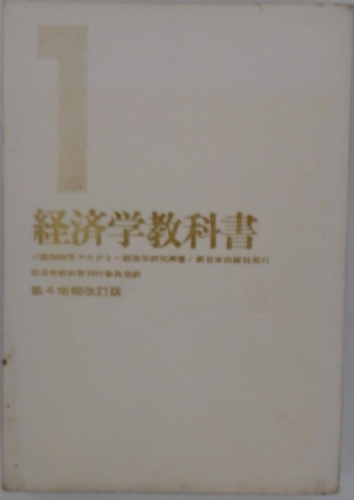 1
経済学教科書
ソ同盟科学アカデミー経済学研究所著/新日本出版社発行
経済学教科書刊行委員会訳
第4増補改訂版